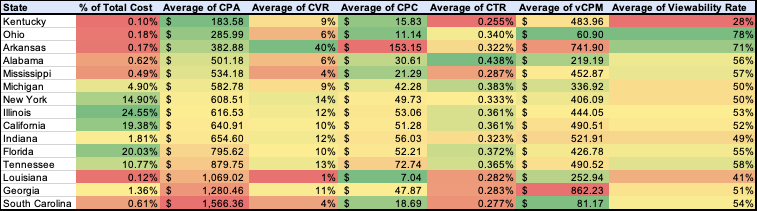 State % of Total Cost Average of CPA Average of CVR Average of CPC Average of CTR Average of vCPM Average of Viewability Rate
Kentucky 0.10% $ 183.58 9% $ 15.83 0.255% $ 483.96 28%
Ohio 0.18% $ 285.99 6% $ 11.14 0.340% $ 60.90 78%
Arkansas 0.17% $ 382.88 40% $ 153.15 0.322% $ 741.90 71%
Alabama 0.62% $ 501.18 6% $ 30.61 0.438% $ 219.19 56%
Mississippi 0.49% $ 534.18 4% $ 21.29 0.287% $ 452.87 57%
Michigan 4.90% $ 582.78 9% $ 42.28 0.383% $ 336.92 50%
New York 14.90% $ 608.51 14% $ 49.73 0.333% $ 406.09 50%
Illinois 24.55% $ 616.53 12% $ 53.06 0.361% $ 444.05 53%
California 19.38% $ 640.91 10% $ 51.28 0.361% $ 490.51 52%
Indiana 1.81% $ 654.60 12% $ 56.03 0.323% $ 521.91 49%
Florida 20.03% $ 795.62 10% $ 52.21 0.372% $ 426.78 55%
Tennessee 10.77% $ 879.75 13% $ 72.74 0.365% $ 490.52 58%
Louisiana 0.12% $ 1,069.02 1% $ 7.04 0.282% $ 252.94 41%
Georgia 1.36% $ 1,280.46 11% $ 47.87 0.283% $ 862.23 51%
South Carolina 0.61% $ 1,566.36 4% $ 18.69 0.277% $ 81.17 54%